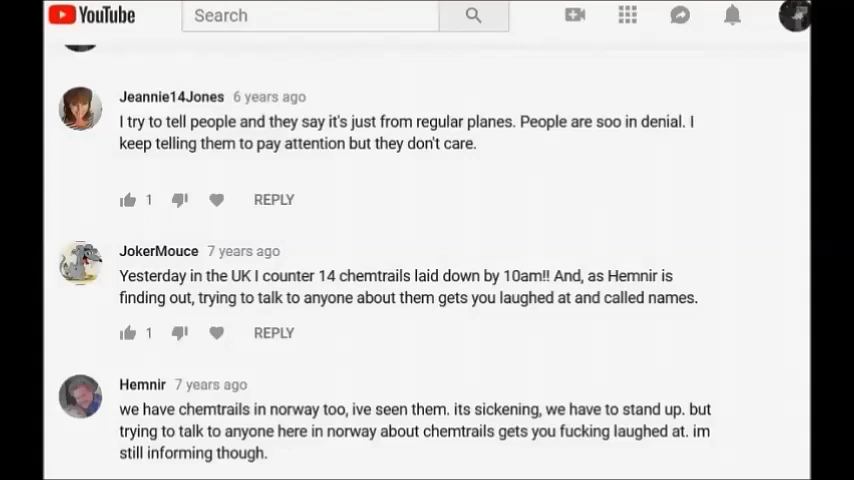 YouTube
Search
Jeannie14Jones 6 years ago
I try to tell people and they say it's just from regular planes. People are soo in denial. I
keep telling them to pay attention but they don't care.
1 REPLY
JokerMouce 7 years ago
Yesterday in the UK I counter 14 chemtrails laid down by 10am!! And, as Hemnir is
finding out, trying to talk to anyone about them gets you laughed at and called names.
1 REPLY
Hemnir 7 years ago
we have chemtrails in norway too, ive seen them. its sickening, we have to stand up. but
trying to talk to anyone here in norway about chemtrails gets you fucking laughed at. im
still informing though.